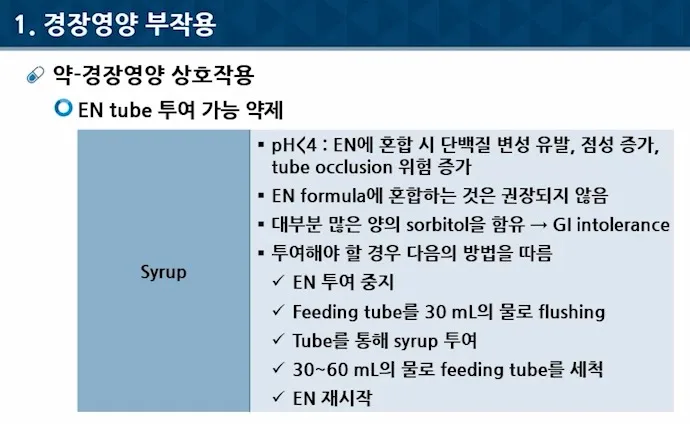 1. 경장영양 부작용
약-경장영양 상호작용
EN tube 투여 가능 약제
Syrup
▪ pH<4 : EN에 혼합 시 단백질 변성 유발, 점성 증가,
tube occlusion 위험 증가
▪ EN formula에 혼합하는 것은 권장되지 않음
▪ 대부분 많은 양의 sorbitol을 함유 → GI intolerance
▪ 투여해야 할 경우 다음의 방법을 따름
✓ EN 투여 중지
✓ Feeding tube를 30 mL의 물로 flushing
✓ Tube를 통해 syrup 투여
✓ 30~60 mL의 물로 feeding tube를 세척
✓ EN 재시작